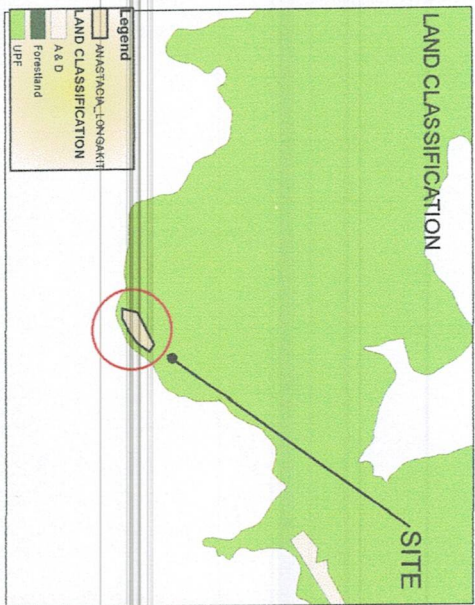 LAND CLASSIFICATION
SITE
Legend
ANASTACIA_LONGAKIT
LAND CLASSIFICATION
A & D
Forestland
UPF